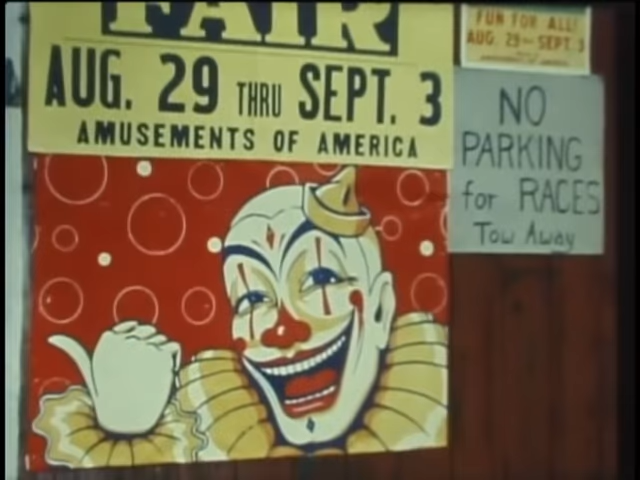 FAIR
AUG. 29 THRU SEPT. 3
AMUSEMENTS OF AMERICA
FUN FOR ALL!
AUG. 29 - SEPT. 3
NO
PARKING
for RACES
Tow Away